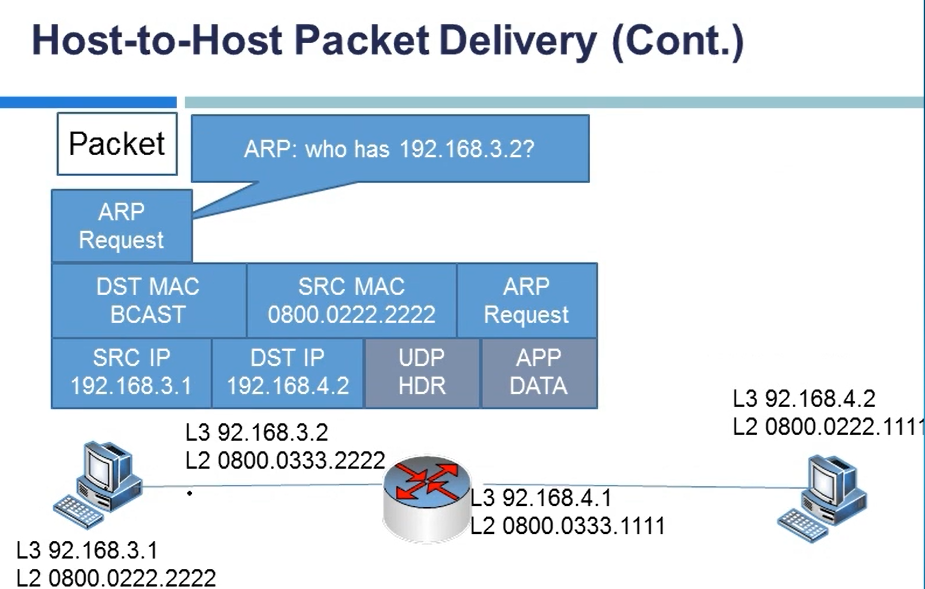 Host-to-Host Packet Delivery (Cont.)
Packet
ARP: who has 192.168.3.2?
ARP
Request
DST MAC
BCAST
SRC MAC
0800.0222.2222
ARP
Request
SRC IP
192.168.3.1
DST IP
192.168.4.2
UDP
HDR
APP
DATA
L3 92.168.3.2
L2 0800.0333.2222
L3 92.168.4.2
L2 0800.0222.1111
L3 92.168.4.1
L2 0800.0333.1111
L3 92.168.3.1
L2 0800.0222.2222